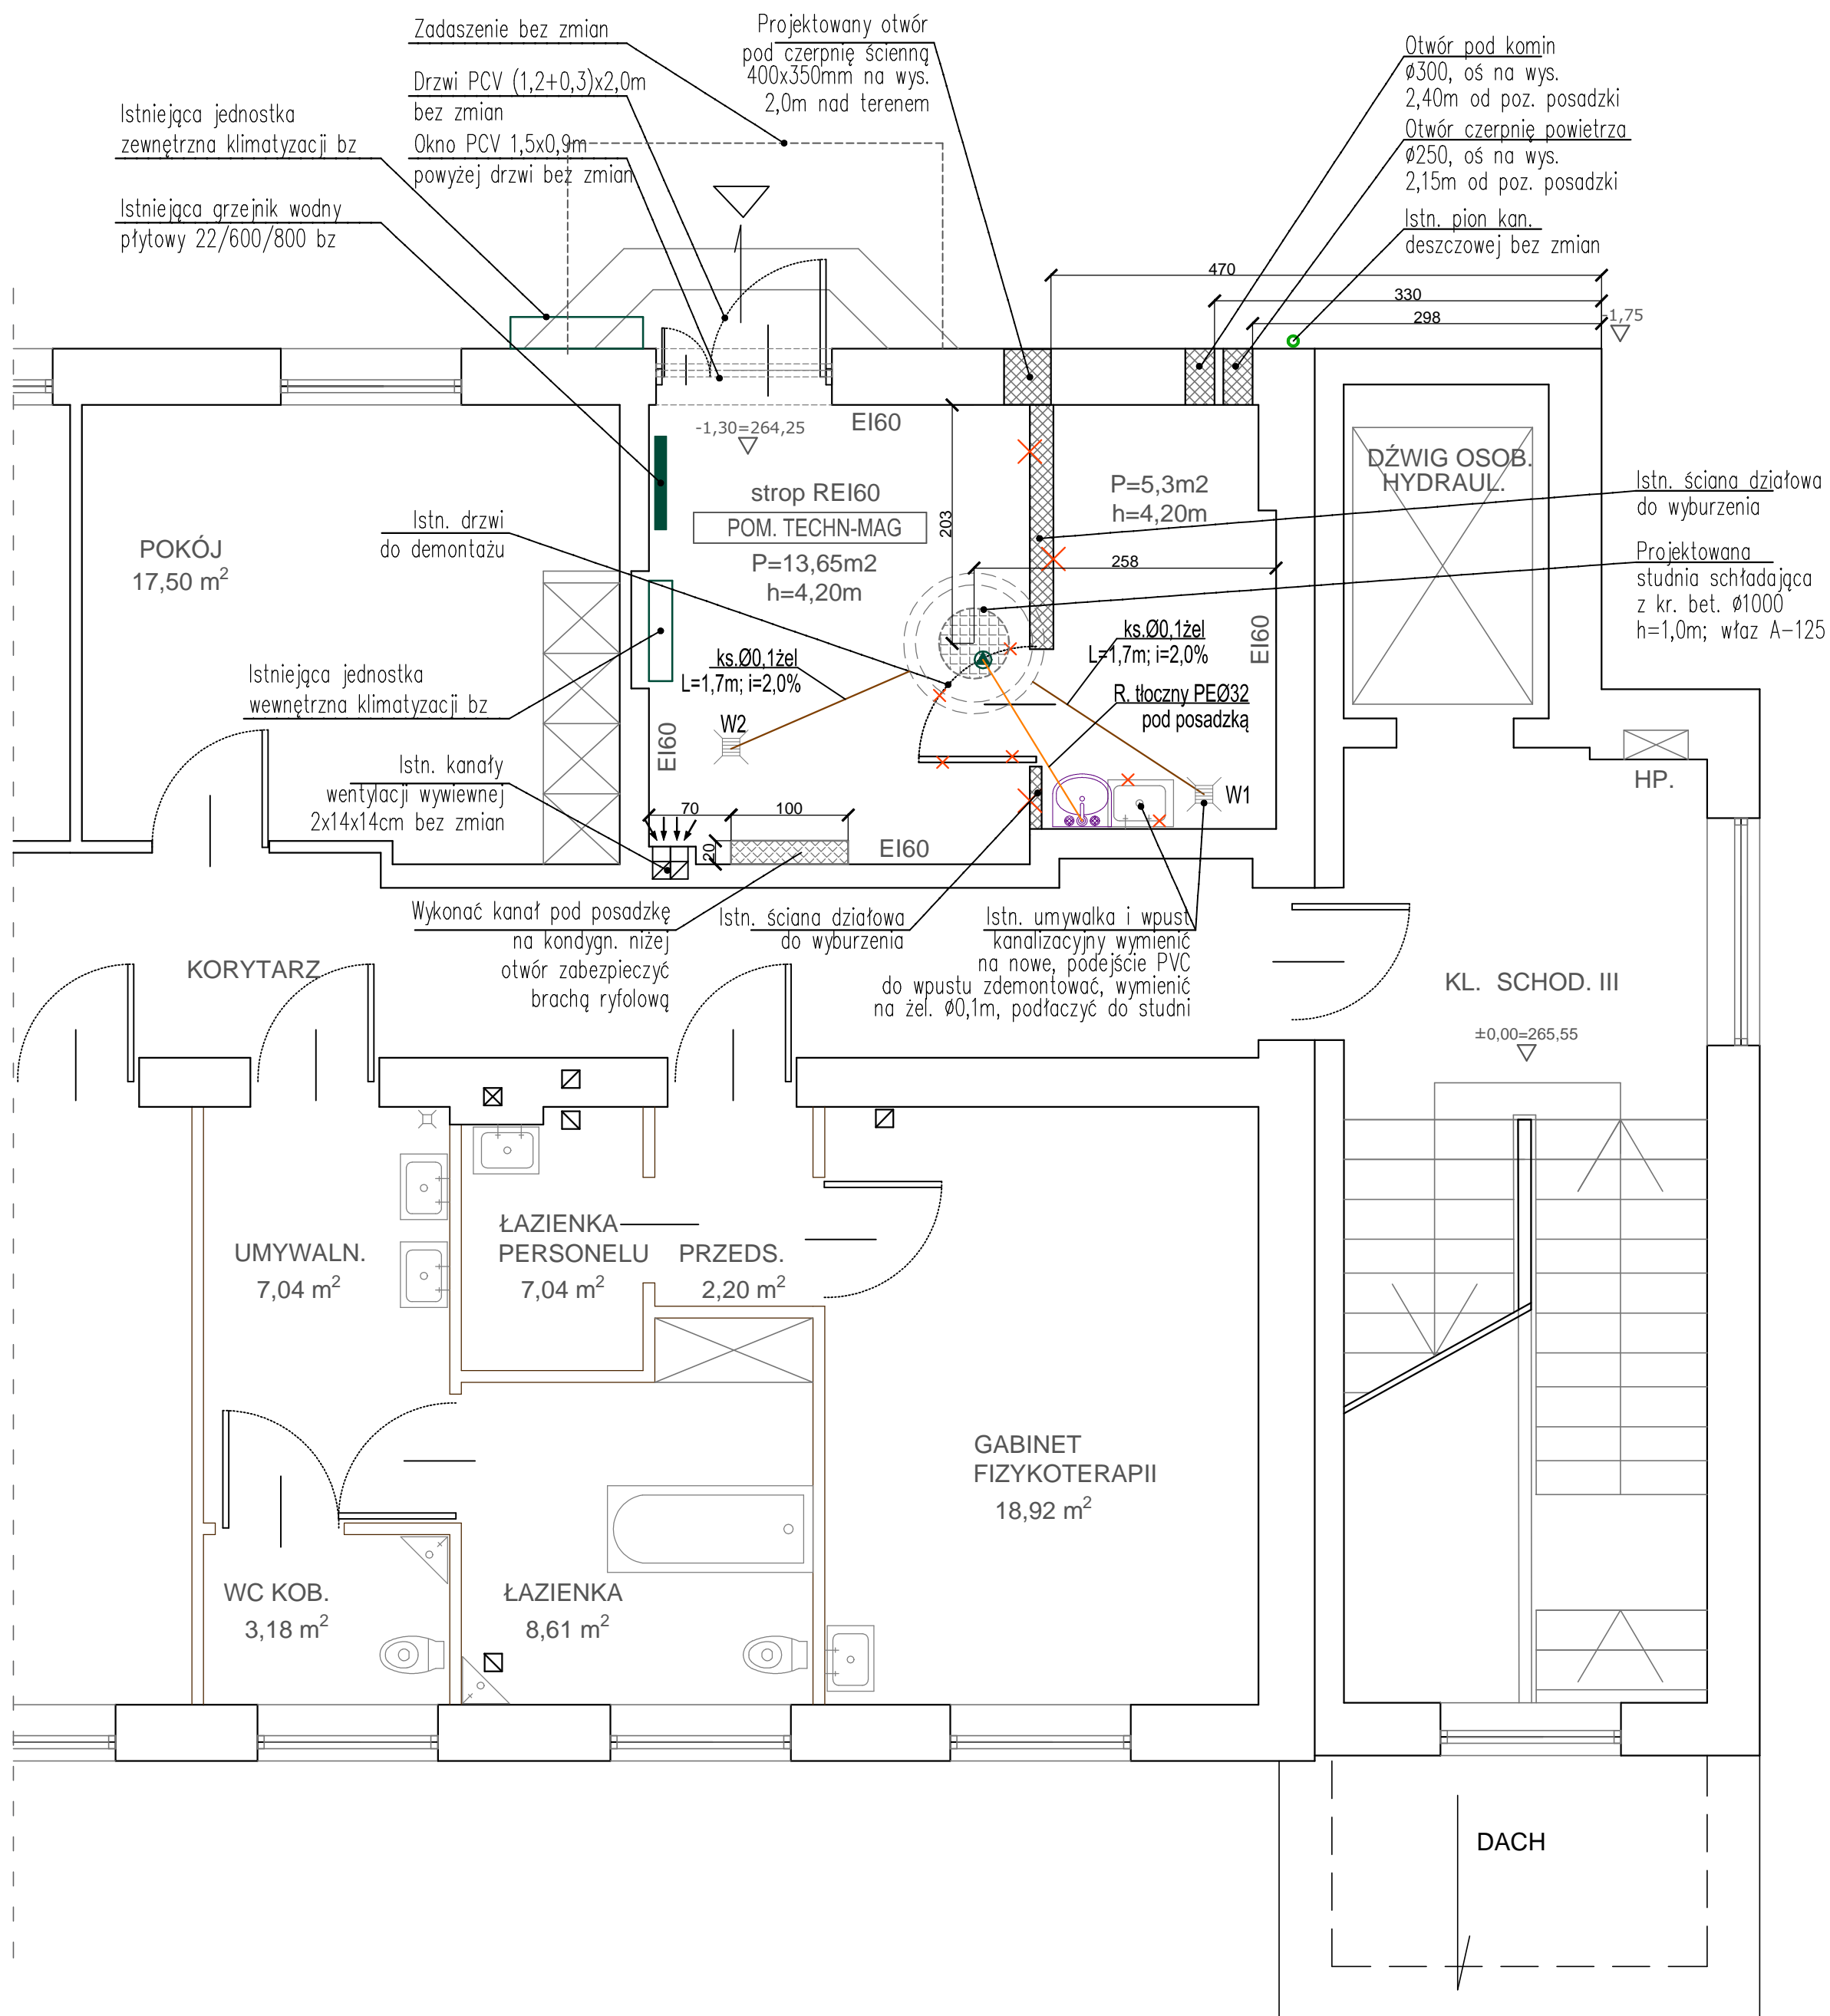 Zadaszenie bez zmian
Drzwi PCV (1,2+0,3)x2,0m
bez zmian
Okno PCV 1,5x0,9m
powyżej drzwi bez zmian
Projektowany otwór
pod czerpnię ścienną
400x350mm na wys.
2,0m nad terenem
Otwór pod komin
Ø300, oś na wys.
2,40m od poz. posadzki
Otwór czerpnię powietrza
Ø250, oś na wys.
2,15m od poz. posadzki
Istn. pion kan.
deszczowej bez zmian
Istniejąca jednostka
zewnętrzna klimatyzacji bz
Istniejąca grzejnik wodny
płytowy 22/600/800 bz
470
330
298
-1,75
-1,30=264,25
EI60
strop REI60
POM. TECHN-MAG
P=13,65m2
h=4,20m
203
P=5,3m2
h=4,20m
258
EI60
DŹWIG OSOB.
HYDRAUL.
Istn. ściana działowa
do wyburzenia
Projektowana
studnia schładająca
z kr. bet. Ø1000
h=1,0m; właz A-125
POKÓJ
17,50 m2
Istn. drzwi
do demontażu
ks.Ø0,1żel
L=1,7m; i=2,0%
ks.Ø0,1żel
L=1,7m; i=2,0%
R. tłoczny PEØ32
pod posadzką
Istniejąca jednostka
wewnętrzna klimatyzacji bz
W2
EI60
W1
HP.
Istn. kanały
wentylacji wywiewnej
2x14x14cm bez zmian
70
100
20
EI60
Wykonać kanał pod posadzkę
na kondygn. niżej
otwór zabezpieczyć
brachą ryfolową
Istn. ściana działowa
do wyburzenia
Istn. umywalka i wpust
kanalizacyjny wymienić
na nowe, podejście PVC
do wpustu zdemontować, wymienić
na żel. Ø0,1m, podłaczyć do studni
KORYTARZ
KL. SCHOD. III
±0,00=265,55
UMYWALN.
7,04 m2
ŁAZIENKA
PERSONELU
7,04 m2
PRZEDS.
2,20 m2
GABINET
FIZYKOTERAPII
18,92 m2
WC KOB.
3,18 m2
ŁAZIENKA
8,61 m2
DACH